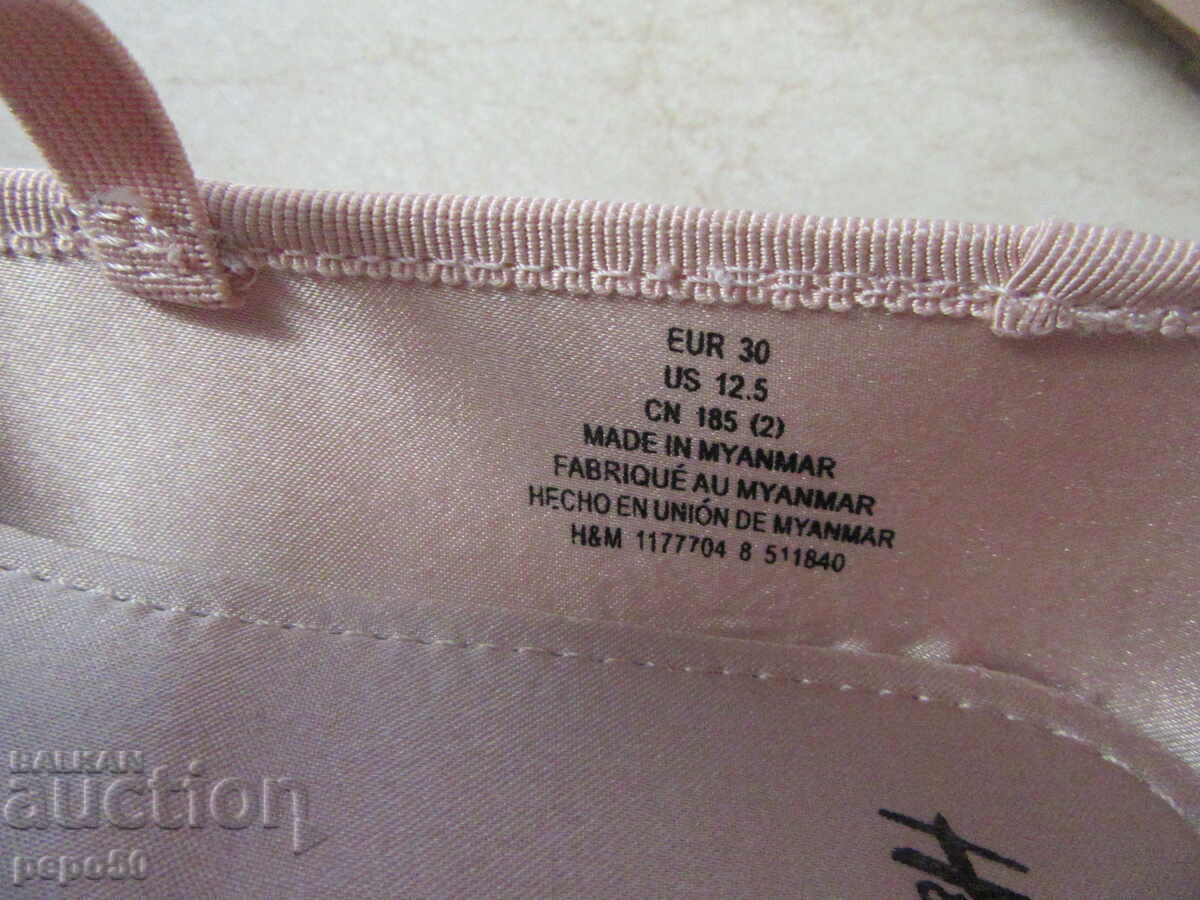 EUR 30
US 12.5
CN 185 (2)
MADE IN MYANMAR
FABRIQUÉ AU MYANMAR
HECHO EN UNIÓN DE MYANMAR
H&M 1177704 8 511840
H&
BALKAN
auction
pepo50